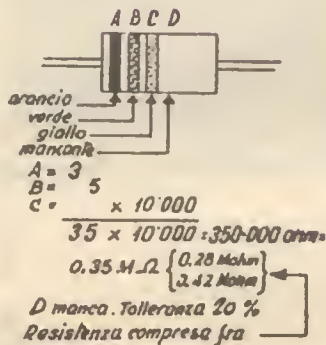 A B C D
arancio
verde
giallo
mancante
A= 3
B= 5
C= x 10'000
35 x 10'000=350-000 ohm=
0.35 M Ω { 0.28 Mohm
0.42 Mohm
D manca. Tolleranza 20 %
Resistenza compresa fra